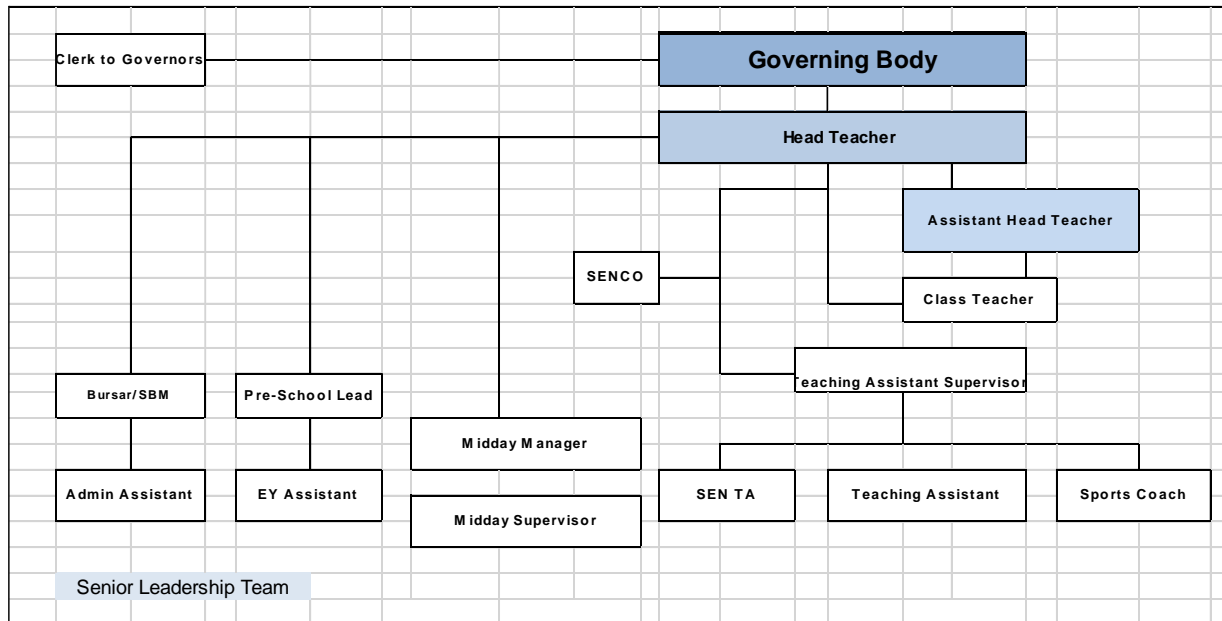 Clerk to Governors
Governing Body
Head Teacher
Assistant Head Teacher
SENCO
Class Teacher
Teaching Assistant Supervisor
Bursar/SBM
Pre-School Lead
Midday Manager
Admin Assistant
EY Assistant
SEN TA
Teaching Assistant
Sports Coach
Midday Supervisor
Senior Leadership Team